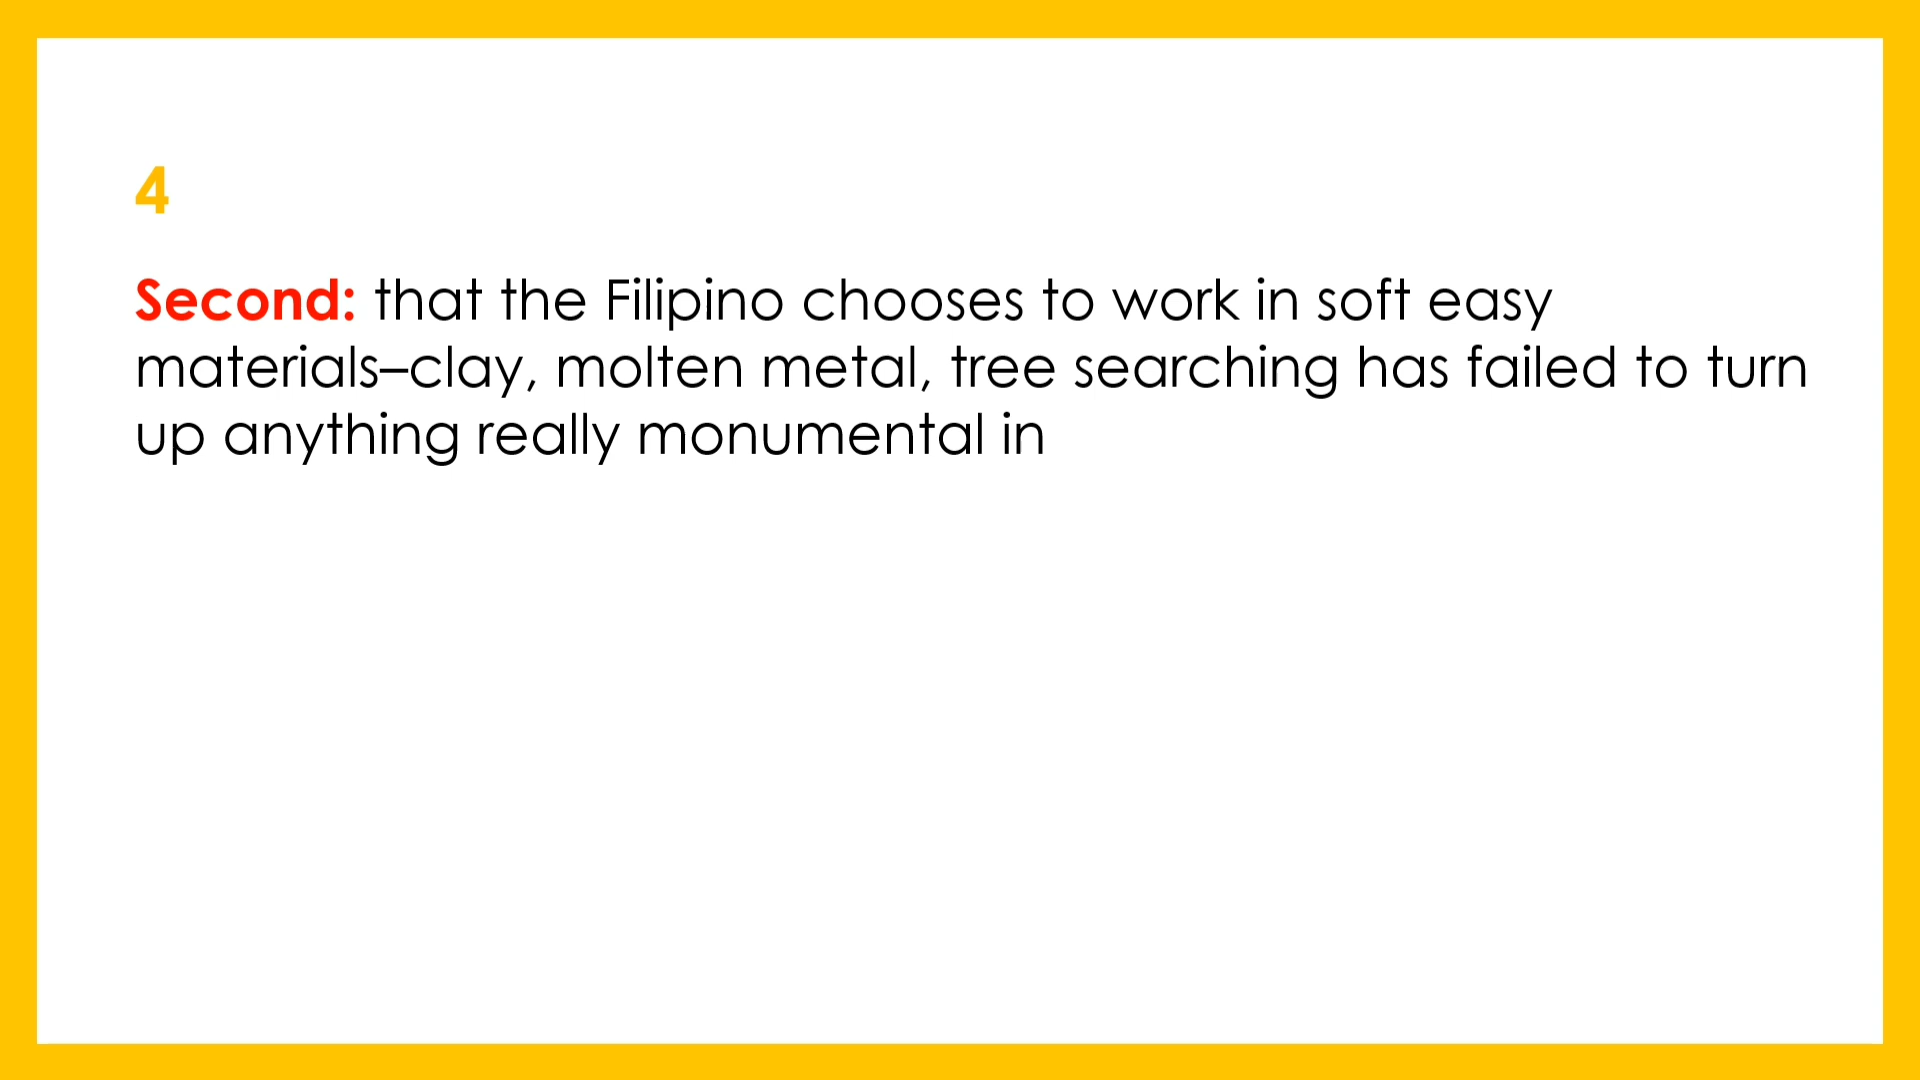 4
Second: that the Filipino chooses to work in soft easy
materials–clay, molten metal, tree searching has failed to turn
up anything really monumental in